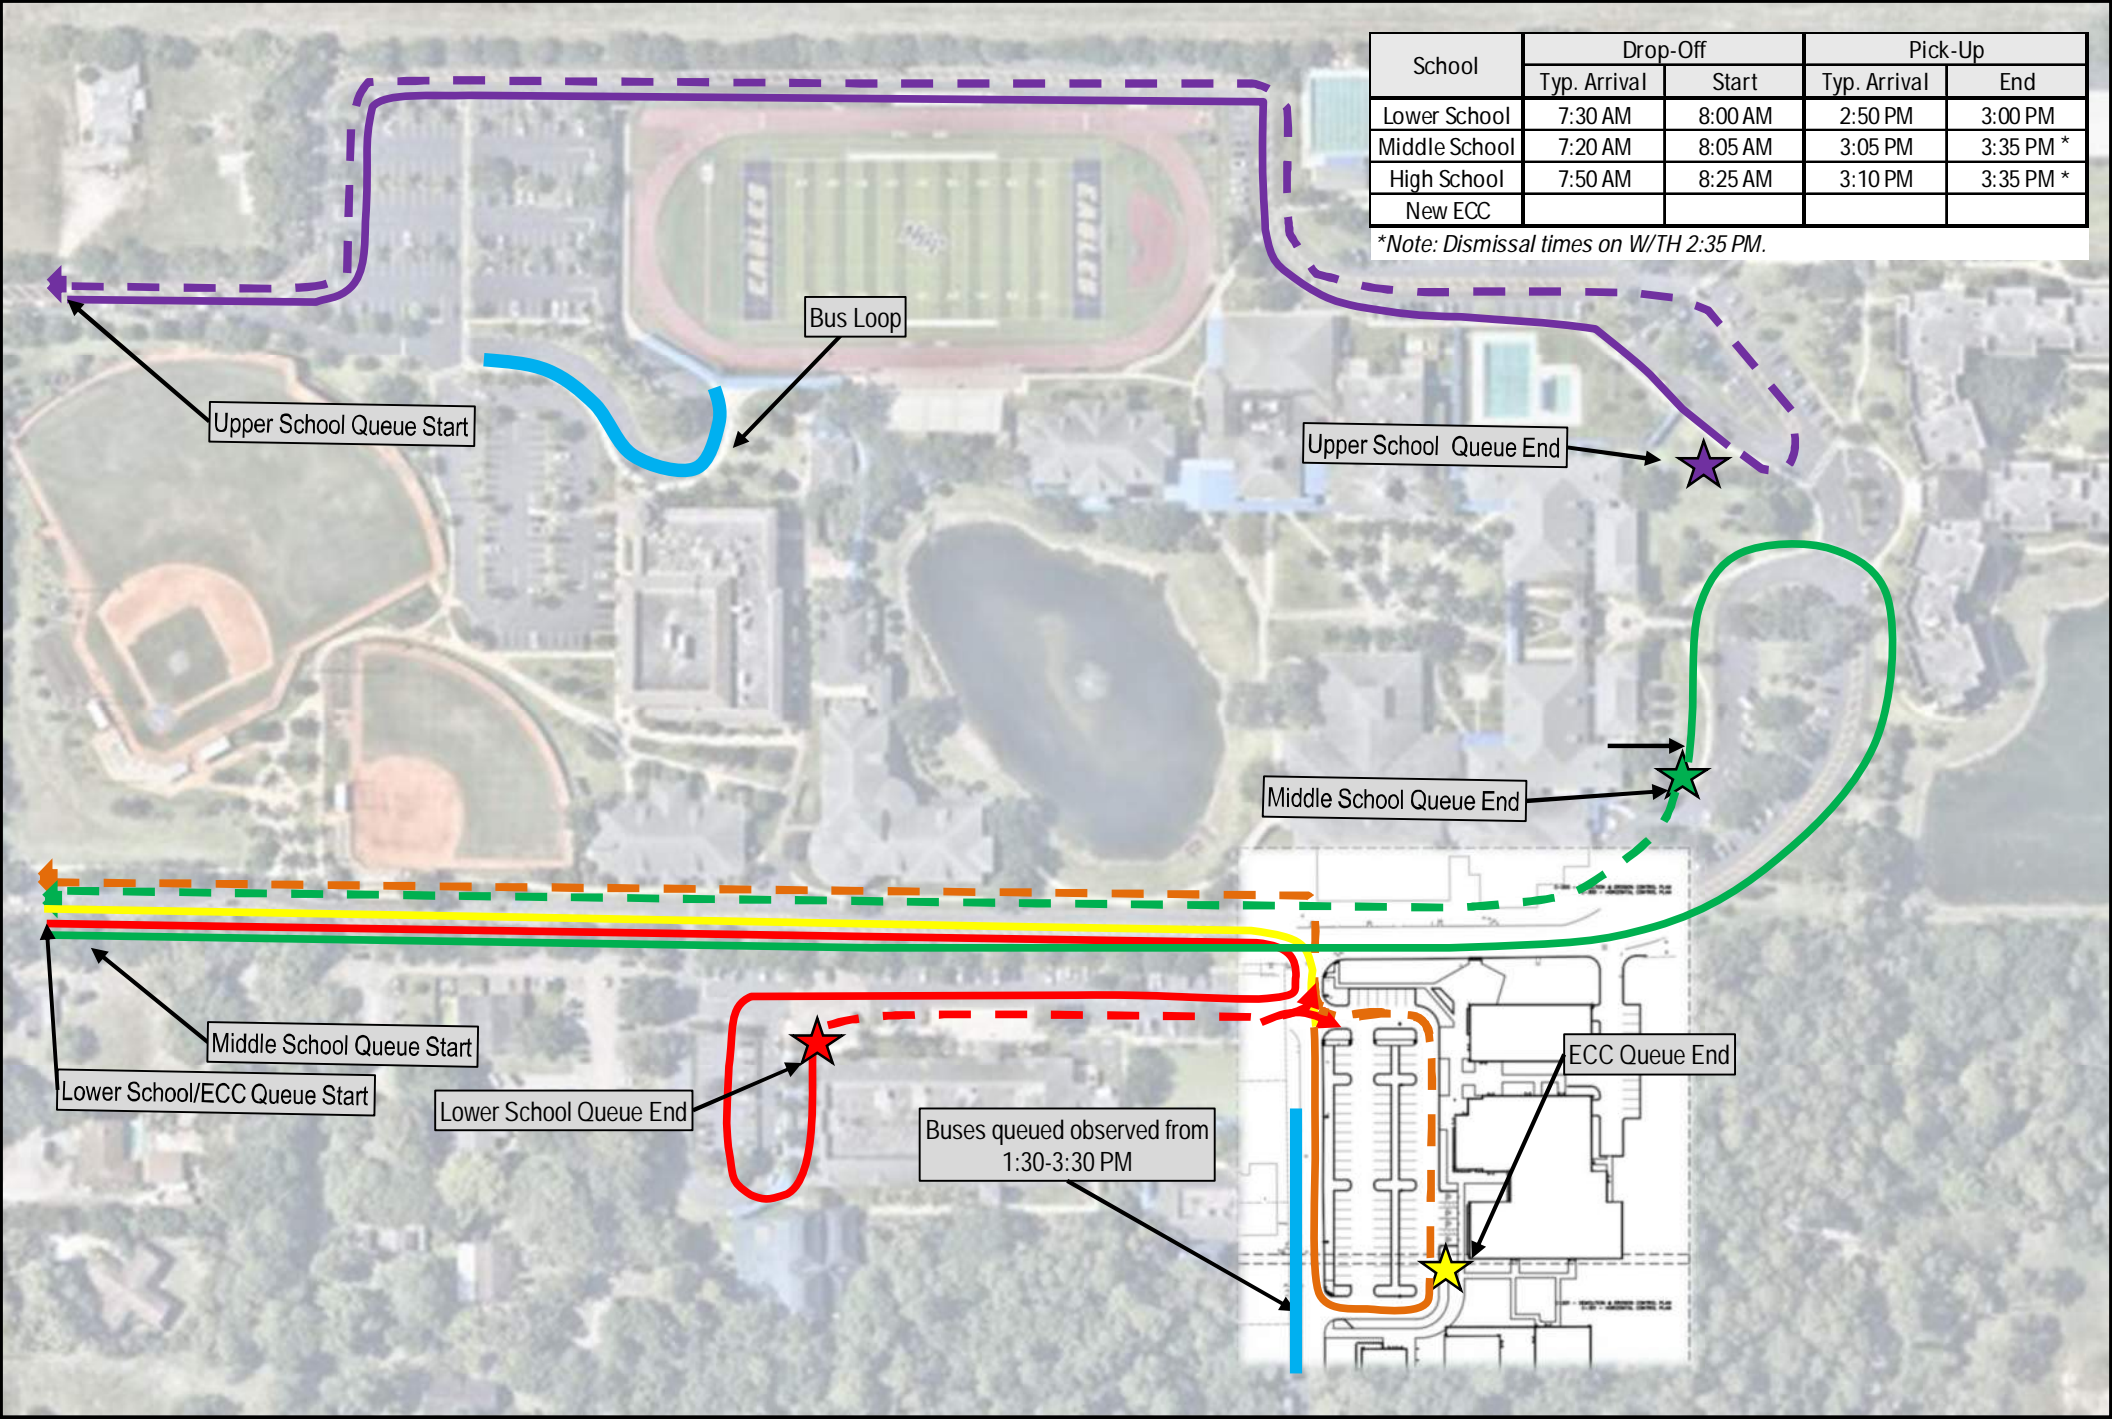 School Drop-Off Pick-Up
Typ. Arrival Start Typ. Arrival End
Lower School 7:30 AM 8:00 AM 2:50 PM 3:00 PM
Middle School 7:20 AM 8:05 AM 3:05 PM 3:35 PM *
High School 7:50 AM 8:25 AM 3:10 PM 3:35 PM *
New ECC
*Note: Dismissal times on W/TH 2:35 PM.
EAGLES
EAGLES
Bus Loop
Upper School Queue Start
Upper School Queue End
Middle School Queue End
Middle School Queue Start
Lower School/ECC Queue Start
Lower School Queue End
ECC Queue End
Buses queued observed from
1:30-3:30 PM